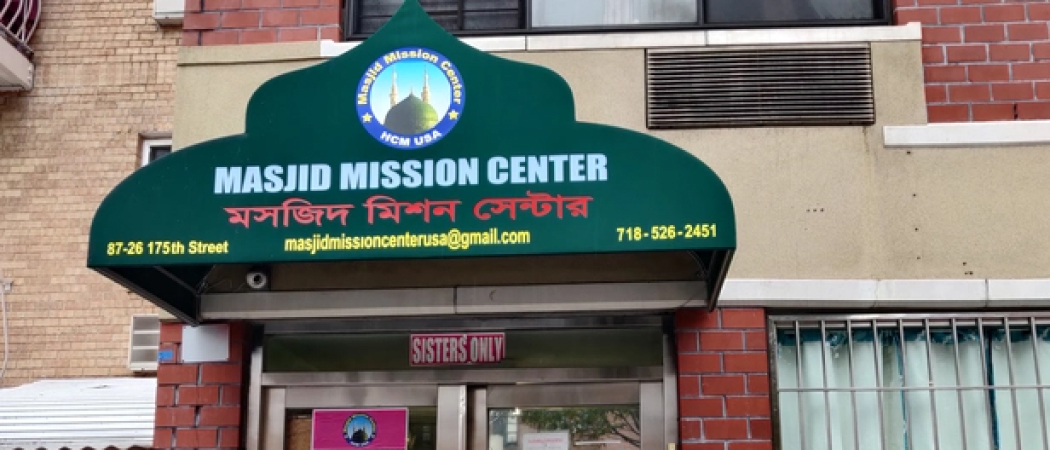 Masjid Mission Center
HCM USA
MASJID MISSION CENTER
মসজিদ মিশন সেন্টার
87-26 175th Street masjidmissioncenterusa@gmail.com 718-526-2451
SISTERS ONLY